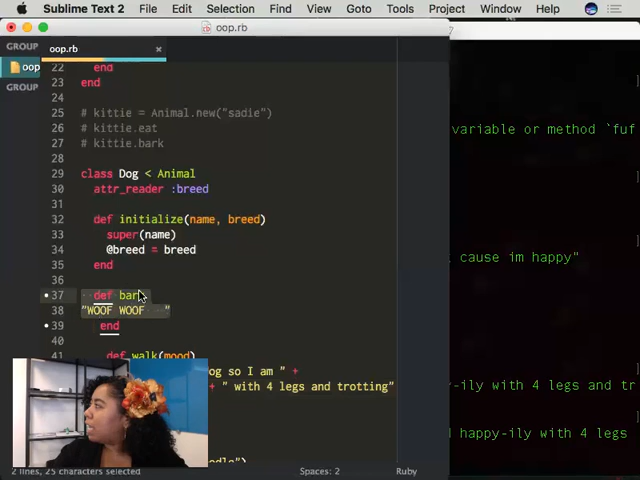 Sublime Text 2 File Edit Selection Find View Goto Tools Project Window Help
oop.rb
GROUP
oop
GROUP
oop.rb
22 end
23 end
24
25 # kittie = Animal.new("sadie")
26 # kittie.eat
27 # kittie.bark
28
29 class Dog < Animal
30 attr_reader :breed
31
32 def initialize(name, breed)
33 super(name)
34 @breed = breed
35 end
36
37 def bar
38 "WOOF WOOF "
39 end
40
41 def walk(mood)
og so I am " +
+ " with 4 legs and trotting"
2 lines, 25 characters selected
Spaces: 2
Ruby
variable or method `fuf
cause im happy"
y-ily with 4 legs and tr
d happy-ily with 4 legs